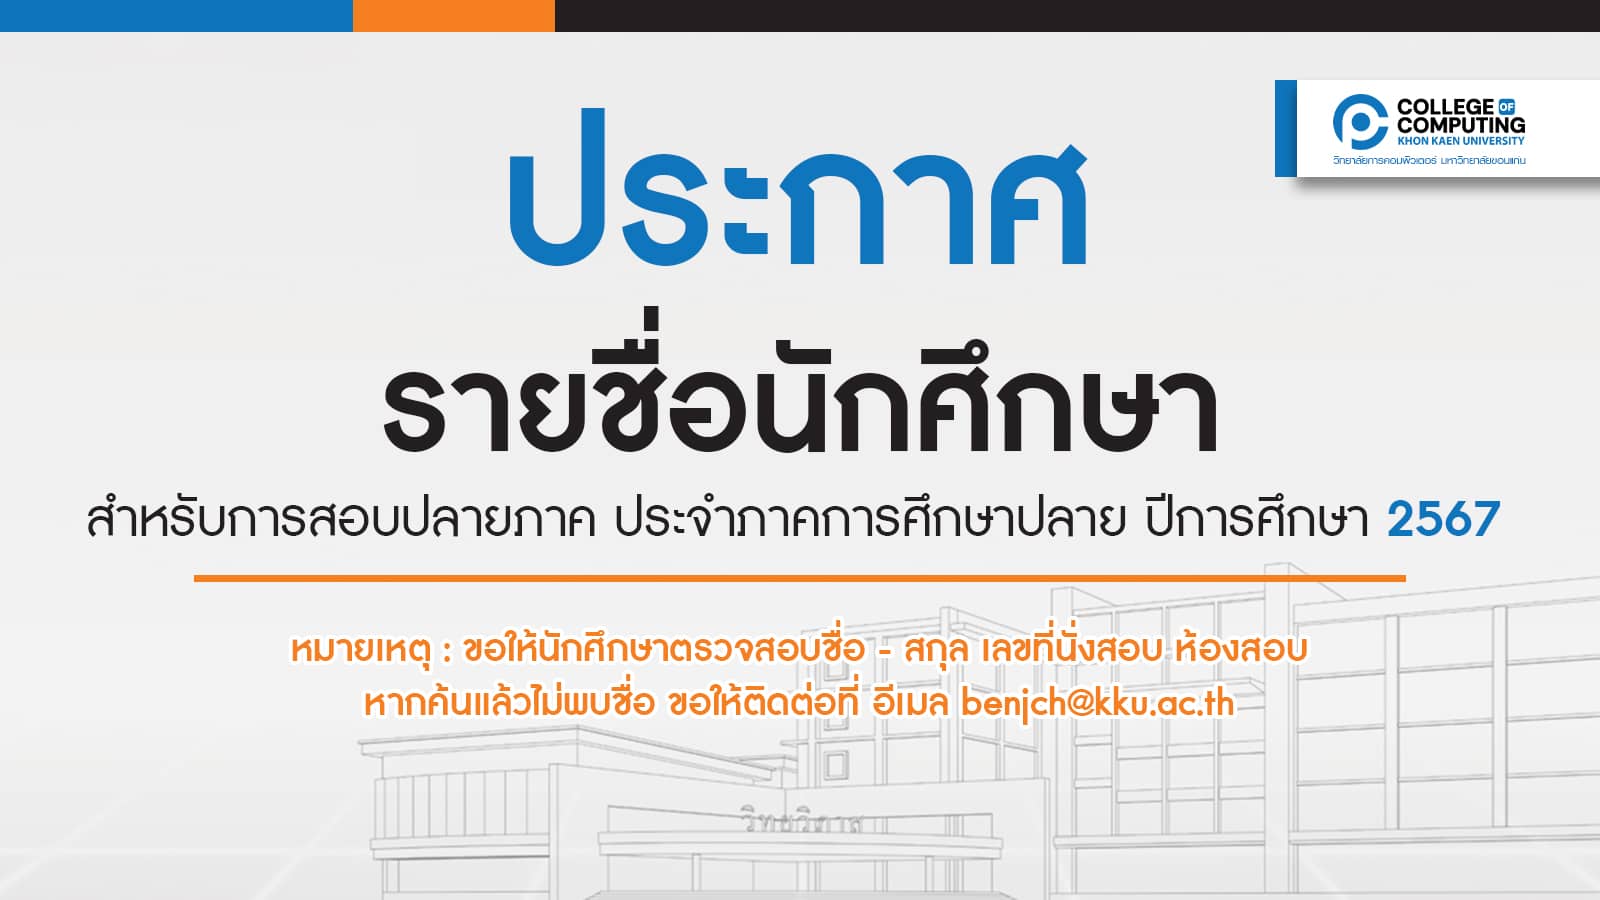 COLLEGE OF
COMPUTING
KHON KAEN UNIVERSITY
วิทยาลัยการคอมพิวเตอร์ มหาวิทยาลัยขอนแก่น
ประกาศ
รายชื่อนักศึกษา
สำหรับการสอบปลายภาค ประจำภาคการศึกษาปลาย ปีการศึกษา 2567
หมายเหตุ : ขอให้นักศึกษาตรวจสอบชื่อ - สกุล เลขที่นั่งสอบ ห้องสอบ
หากค้นแล้วไม่พบชื่อ ขอให้ติดต่อที่ อีเมล benjch@kku.ac.th
วิทยวิภาส